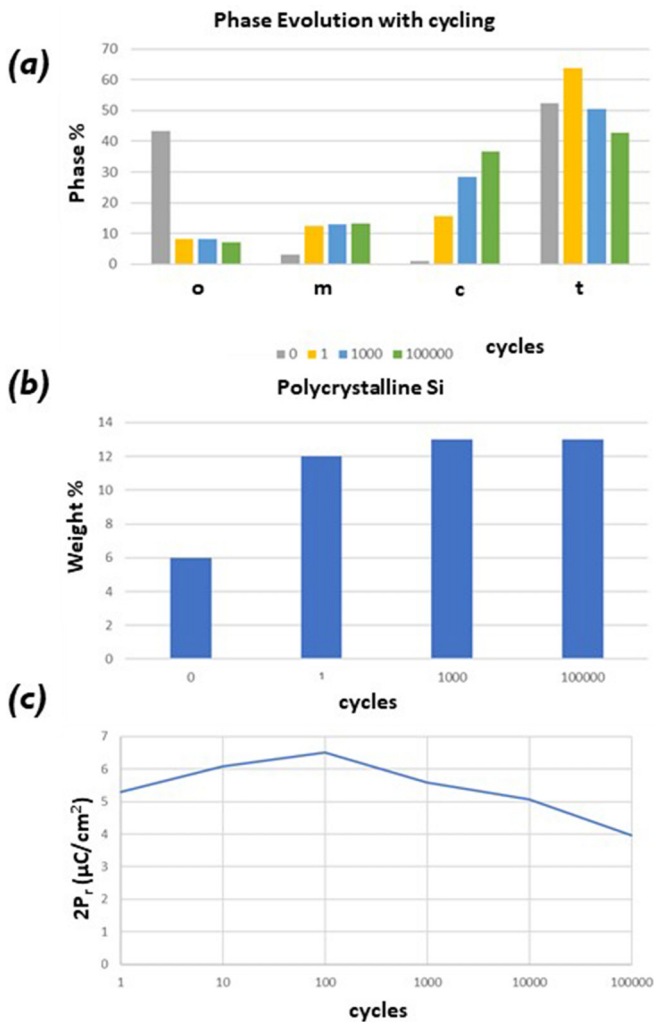 Phase Evolution with cycling
(a)
Phase %
70
60
50
40
30
20
10
0
o m c t
0 1 1000 100000 cycles
(b)
Polycrystalline Si
Weight %
14
12
10
8
6
4
2
0
0 1 1000 100000
cycles
(c)
2Pr (µC/cm²)
7
6
5
4
3
2
1
0
1 10 100 1000 10000 100000
cycles